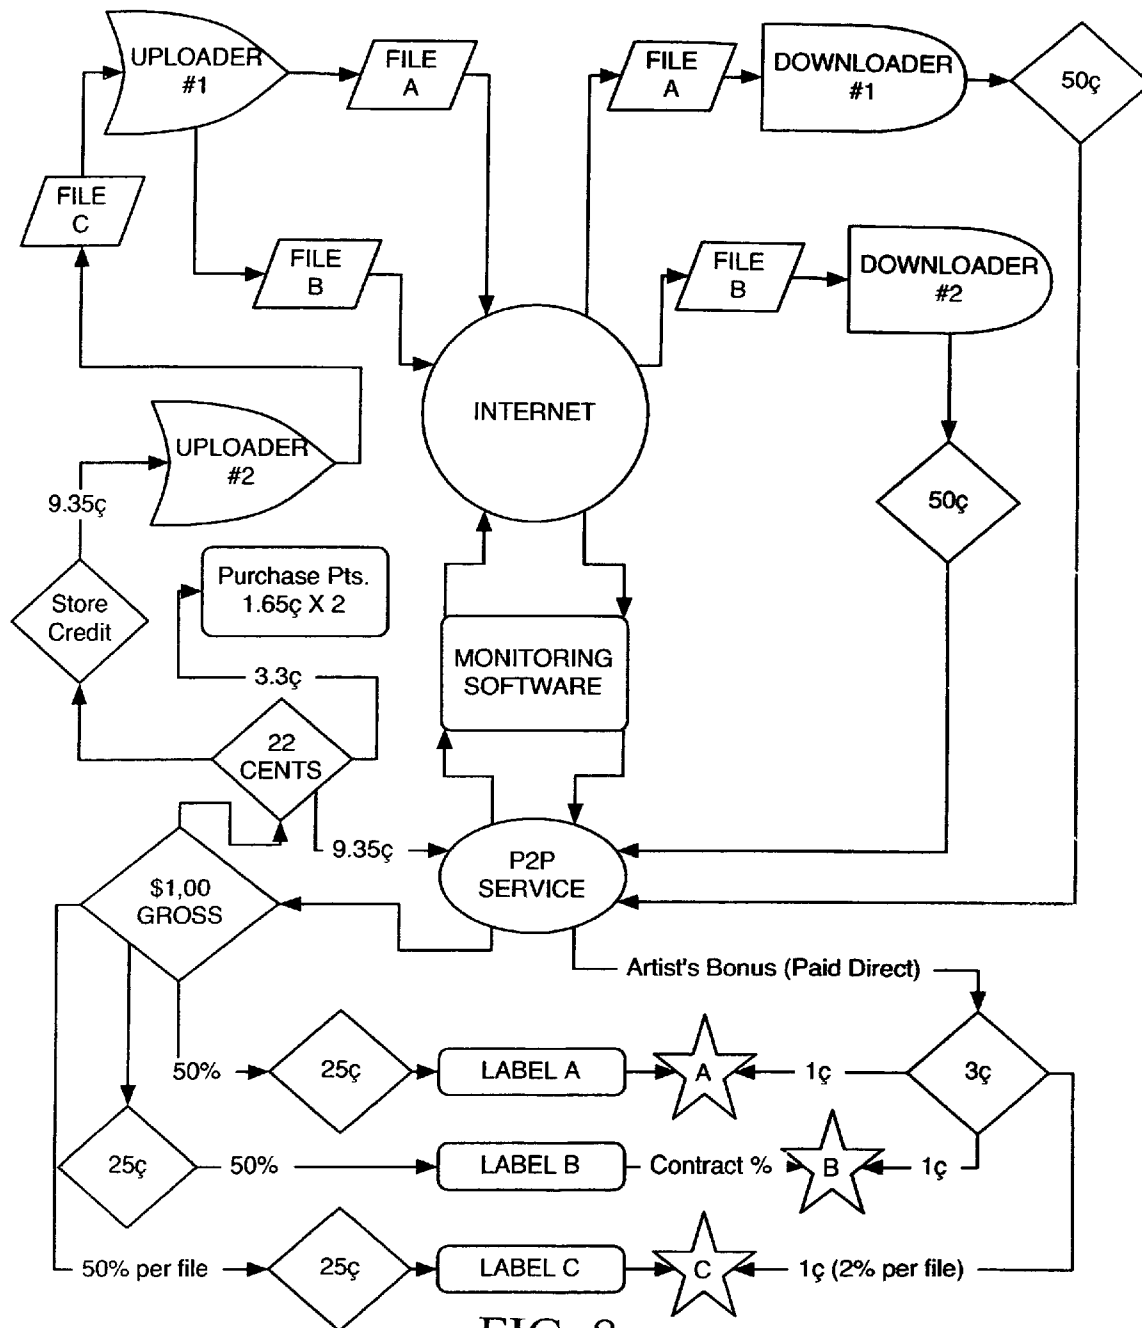 UPLOADER
#1
FILE
A
FILE
A
DOWNLOADER
#1
50ç
FILE
C
FILE
B
FILE
B
DOWNLOADER
#2
INTERNET
UPLOADER
#2
9.35ç
50ç
Purchase Pts.
1.65ç X 2
Store
Credit
MONITORING
SOFTWARE
3.3ç
22
CENTS
9.35ç
P2P
SERVICE
$1,00
GROSS
Artist's Bonus (Paid Direct)
50%
25ç
LABEL A
A
1ç
3ç
25ç
50%
LABEL B
Contract %
B
1ç
50% per file
25ç
LABEL C
C
1ç (2% per file)